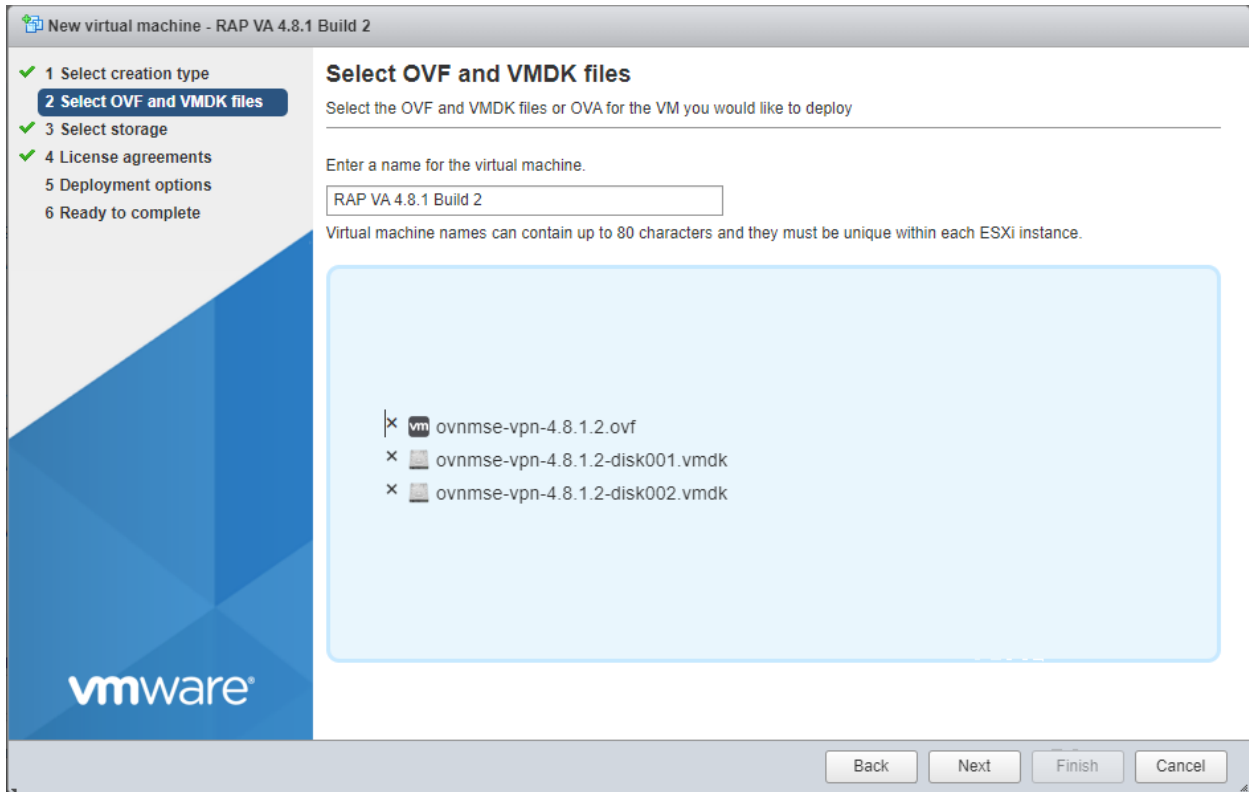 New virtual machine - RAP VA 4.8.1 Build 2
1 Select creation type
2 Select OVF and VMDK files
3 Select storage
4 License agreements
5 Deployment options
6 Ready to complete
vmware®
Select OVF and VMDK files
Select the OVF and VMDK files or OVA for the VM you would like to deploy
Enter a name for the virtual machine.
RAP VA 4.8.1 Build 2
Virtual machine names can contain up to 80 characters and they must be unique within each ESXi instance.
× vm ovnmse-vpn-4.8.1.2.ovf
× ovnmse-vpn-4.8.1.2-disk001.vmdk
× ovnmse-vpn-4.8.1.2-disk002.vmdk
Back Next Finish Cancel